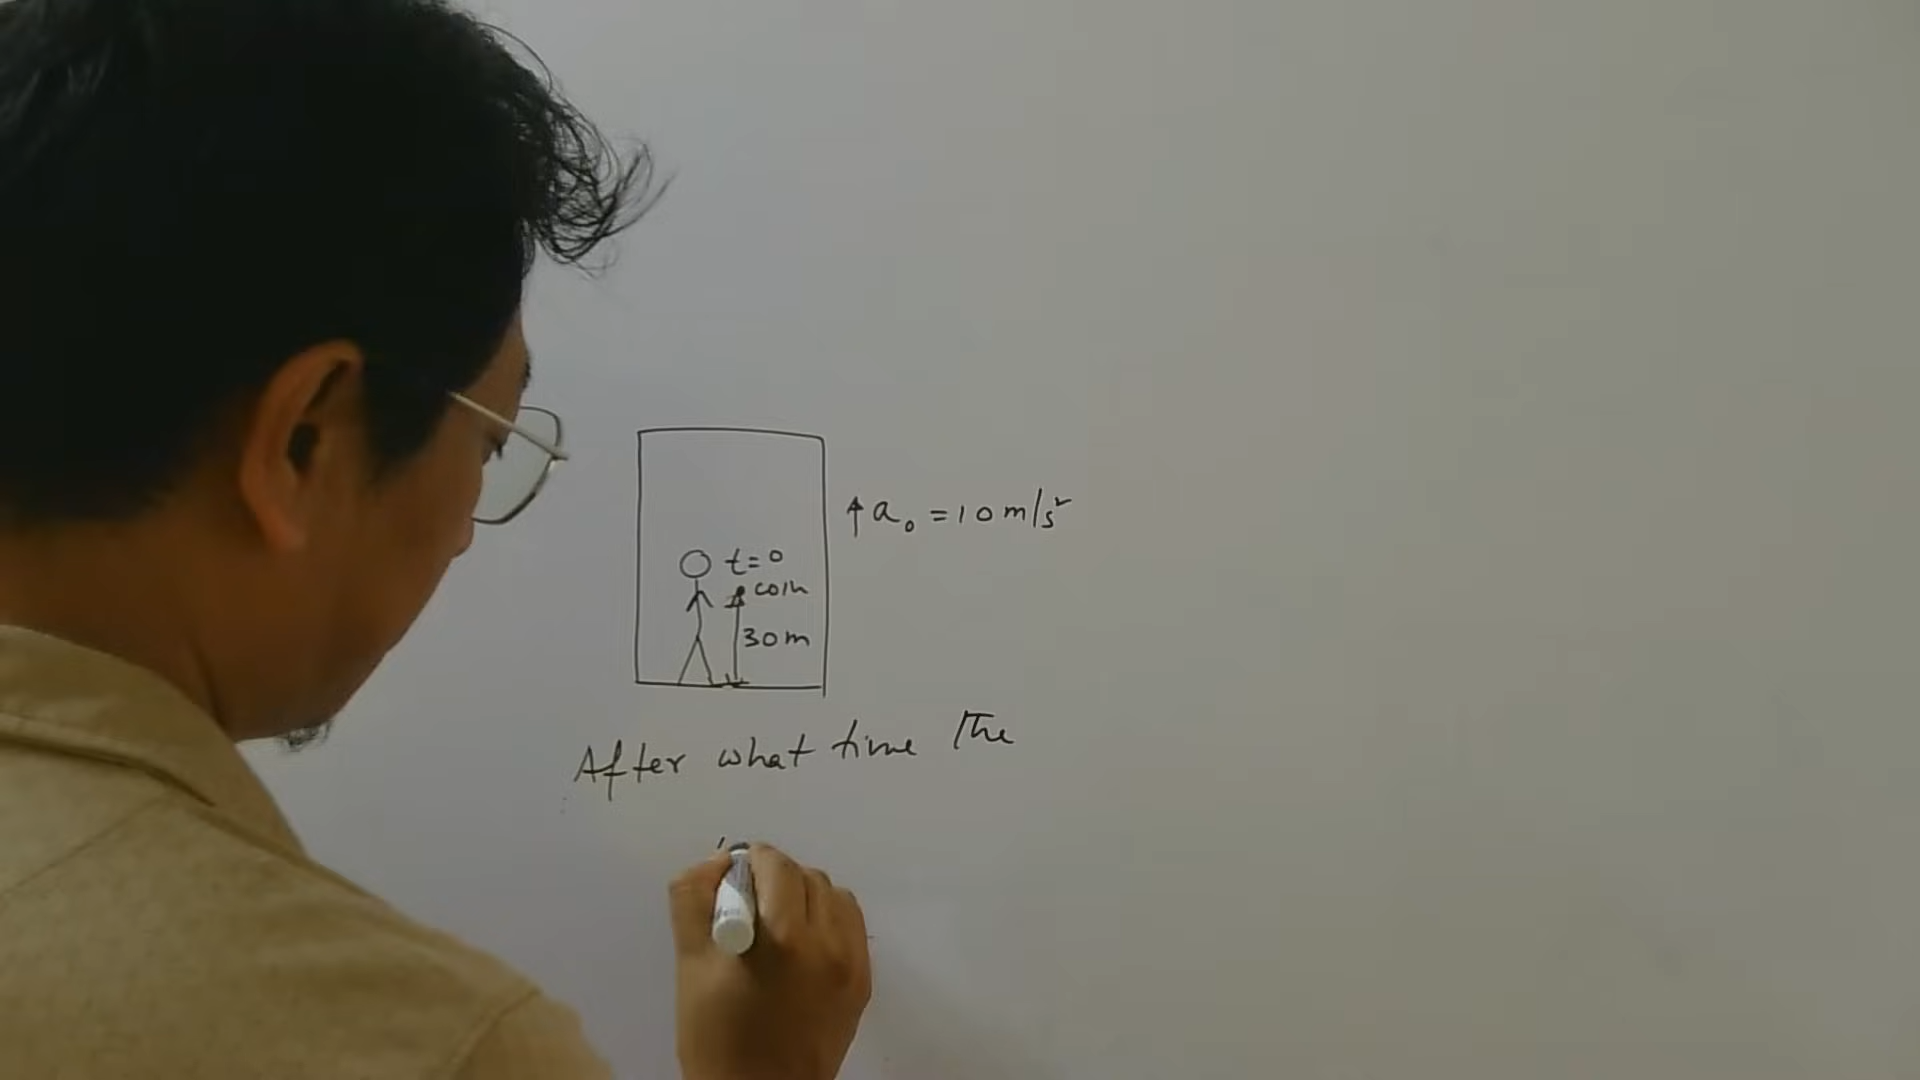 ↑a₀ = 10 m/s²
t=0
coin
30m
After what time the